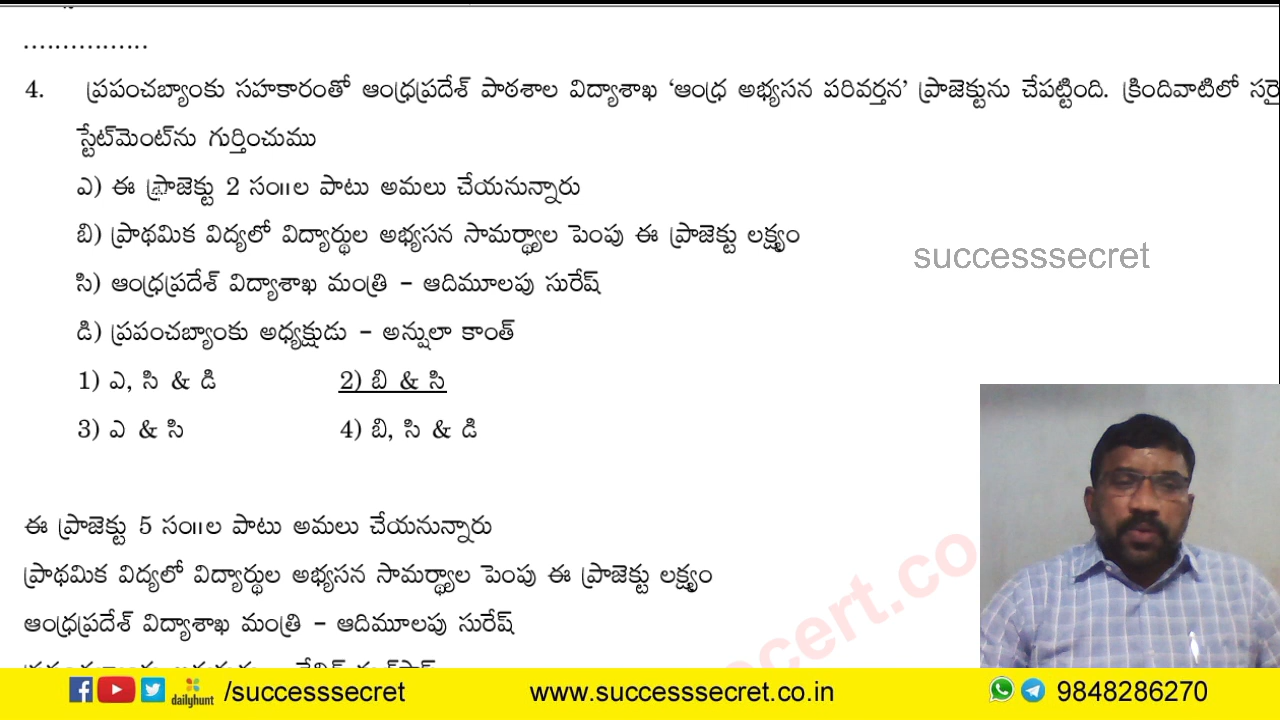 ................
4. ప్రపంచబ్యాంకు సహకారంతో ఆంధ్రప్రదేశ్ పాఠశాల విద్యాశాఖ ‘ఆంధ్ర అభ్యసన పరివర్తన’ ప్రాజెక్టును చేపట్టింది. క్రిందివాటిలో సరై
స్టేట్‌మెంట్‌ను గుర్తించుము
ఎ) ఈ ప్రాజెక్టు 2 సం॥ల పాటు అమలు చేయనున్నారు
బి) ప్రాథమిక విద్యలో విద్యార్థుల అభ్యసన సామర్థ్యాల పెంపు ఈ ప్రాజెక్టు లక్ష్యం
successsecret
సి) ఆంధ్రప్రదేశ్ విద్యాశాఖ మంత్రి - ఆదిమూలపు సురేష్
డి) ప్రపంచబ్యాంకు అధ్యక్షుడు - అన్షులా కాంత్
1) ఎ, సి & డి 2) బి & సి
3) ఎ & సి 4) బి, సి & డి
ఈ ప్రాజెక్టు 5 సం॥ల పాటు అమలు చేయనున్నారు
ప్రాథమిక విద్యలో విద్యార్థుల అభ్యసన సామర్థ్యాల పెంపు ఈ ప్రాజెక్టు లక్ష్యం
ఆంధ్రప్రదేశ్ విద్యాశాఖ మంత్రి - ఆదిమూలపు సురేష్
dailyhunt /successsecret www.successsecret.co.in 9848286270